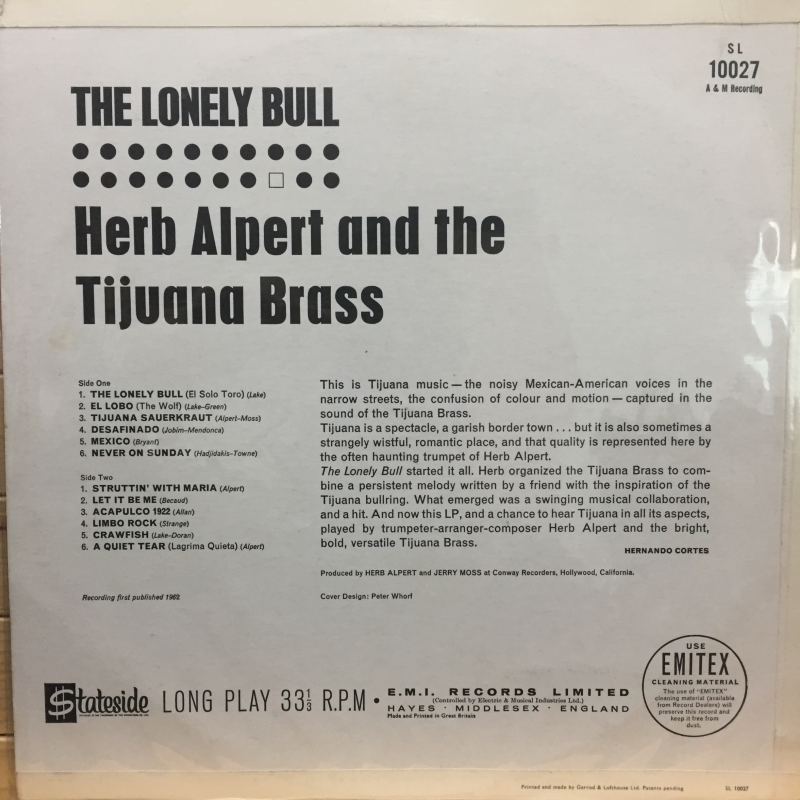 SL
10027
A & M Recording
THE LONELY BULL
Herb Alpert and the
Tijuana Brass
Side One
1. THE LONELY BULL (El Solo Toro) (Lake)
2. EL LOBO (The Wolf) (Lake-Green)
3. TIJUANA SAUERKRAUT (Alpert-Moss)
4. DESAFINADO (Jobim-Mendonca)
5. MEXICO (Bryant)
6. NEVER ON SUNDAY (Hadjidakis-Towne)
Side Two
1. STRUTTIN' WITH MARIA (Alpert)
2. LET IT BE ME (Becaud)
3. ACAPULCO 1922 (Allan)
4. LIMBO ROCK (Strange)
5. CRAWFISH (Lake-Doran)
6. A QUIET TEAR (Lagrima Quieta) (Alpert)
Recording first published 1962
This is Tijuana music — the noisy Mexican-American voices in the
narrow streets, the confusion of colour and motion — captured in the
sound of the Tijuana Brass.
Tijuana is a spectacle, a garish border town . . . but it is also sometimes a
strangely wistful, romantic place, and that quality is represented here by
the often haunting trumpet of Herb Alpert.
The Lonely Bull started it all. Herb organized the Tijuana Brass to com-
bine a persistent melody written by a friend with the inspiration of the
Tijuana bullring. What emerged was a swinging musical collaboration,
and a hit. And now this LP, and a chance to hear Tijuana in all its aspects,
played by trumpeter-arranger-composer Herb Alpert and the bright,
bold, versatile Tijuana Brass.
HERNANDO CORTES
Produced by HERB ALPERT and JERRY MOSS at Conway Recorders, Hollywood, California.
Cover Design: Peter Whorf
Stateside
LONG PLAY 33⅓ R.P.M •
E.M.I. RECORDS LIMITED
(Controlled by Electric & Musical Industries Ltd.)
HAYES · MIDDLESEX · ENGLAND
Made and Printed in Great Britain
USE
EMITEX
CLEANING MATERIAL
The use of "EMITEX"
cleaning material (available
from Record Dealers) will
preserve this record and
keep it free from
dust.
Printed and made by Garrod & Lofthouse Ltd. Patents pending
SL 10027